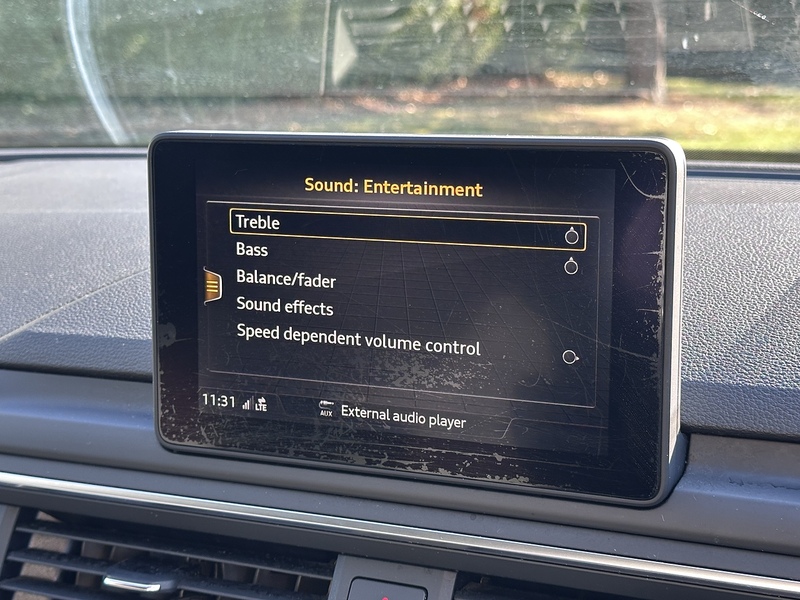 Sound: Entertainment
Treble
Bass
Balance/fader
Sound effects
Speed dependent volume control
11:31 LTE AUX External audio player